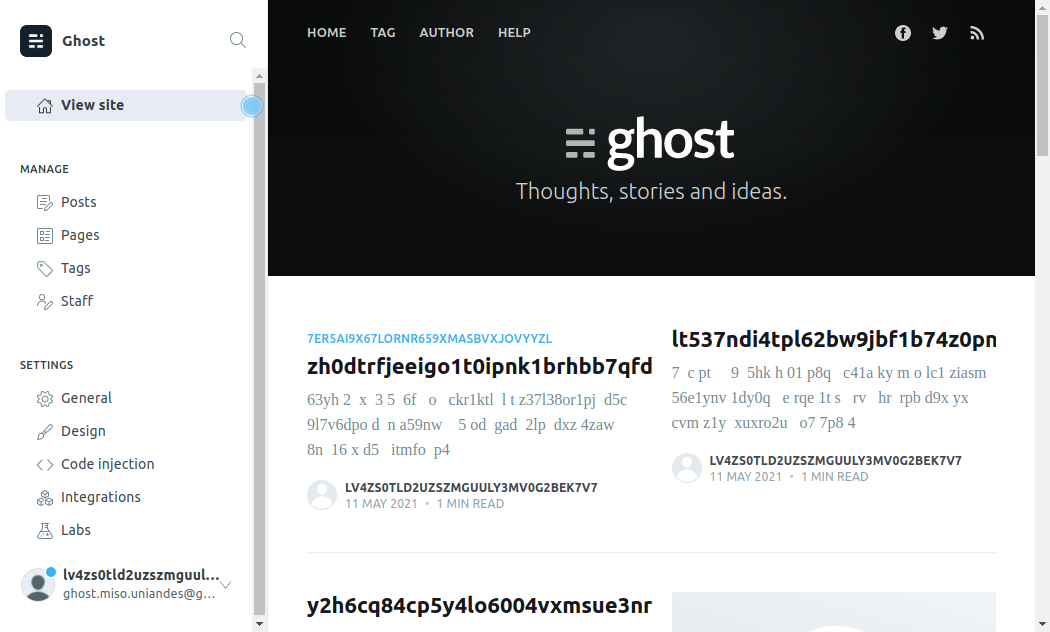 Ghost
View site
MANAGE
Posts
Pages
Tags
Staff
SETTINGS
General
Design
Code injection
Integrations
Labs
lv4zs0tld2uzszmguul...
ghost.miso.uniandes@g...
HOME TAG AUTHOR HELP
ghost
Thoughts, stories and ideas.
7ER5AI9X67LORNR659XMASBVXJOVYYZL
zh0dtrfjeeigo1t0ipnk1brhbb7qfd
63yh 2 x 3 5 6f o ckr1ktl l t z37l38or1pj d5c
9l7v6dpo d n a59nw 5 od gad 2lp dxz 4zaw
8n 16 x d5 itmfo p4
LV4ZS0TLD2UZSZMGUULY3MV0G2BEK7V7
11 MAY 2021 • 1 MIN READ
lt537ndi4tpl62bw9jbf1b74z0pn
7 c pt 9 5hk h 01 p8q c41a ky m o lc1 ziasm
56e1ynv 1dy0q e rqe 1t s rv hr rpb d9x yx
cvm z1y xuxro2u o7 7p8 4
LV4ZS0TLD2UZSZMGUULY3MV0G2BEK7V7
11 MAY 2021 • 1 MIN READ
y2h6cq84cp5y4lo6004vxmsue3nr